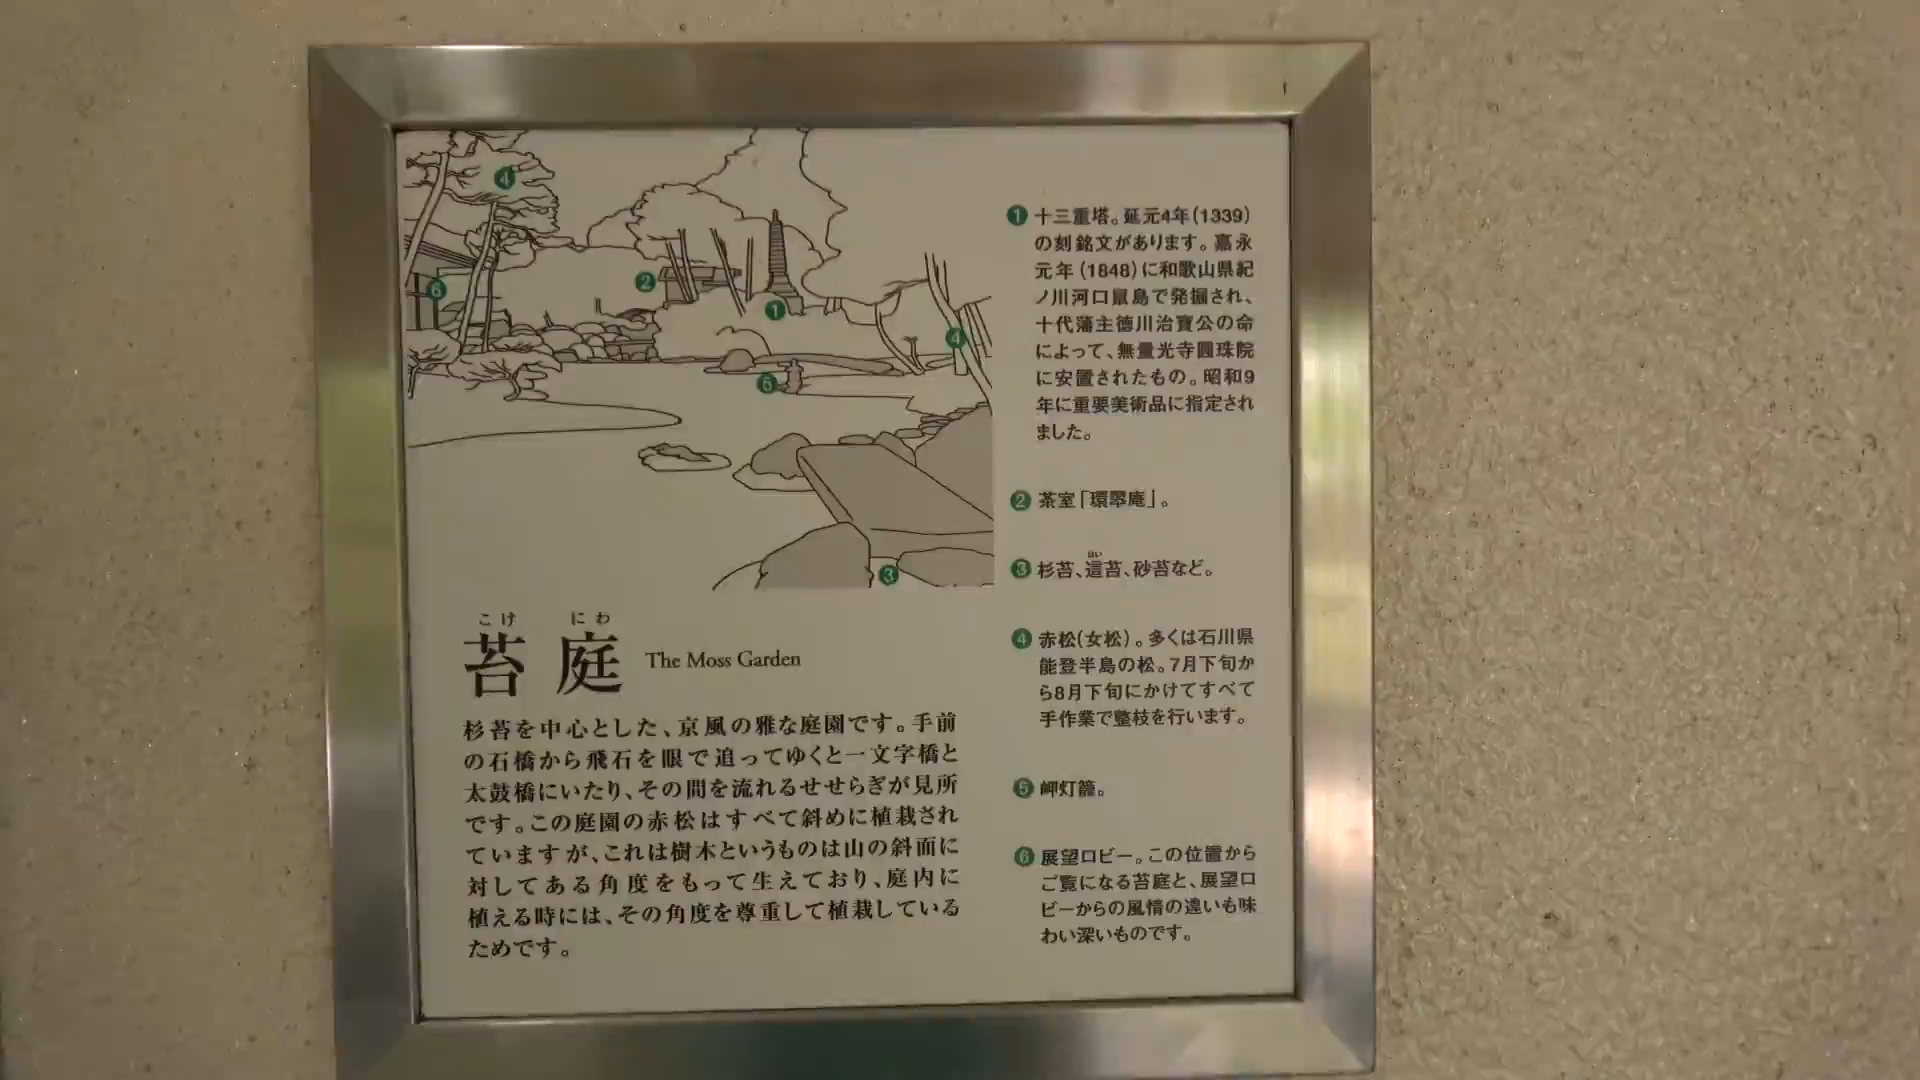 4
6
2
1
4
5
3
こけ にわ
苔庭 The Moss Garden
杉苔を中心とした、京風の雅な庭園です。手前
の石橋から飛石を眼で追ってゆくと一文字橋と
太鼓橋にいたり、その間を流れるせせらぎが見所
です。この庭園の赤松はすべて斜めに植栽され
ていますが、これは樹木というものは山の斜面に
対してある角度をもって生えており、庭内に
植える時には、その角度を尊重して植栽している
ためです。
1 十三重塔。延元4年(1339)
の刻銘文があります。嘉永
元年(1848)に和歌山県紀
ノ川河口鼠島で発掘され、
十代藩主徳川治寶公の命
によって、無量光寺圓珠院
に安置されたもの。昭和9
年に重要美術品に指定され
ました。
2 茶室「環翠庵」。
はい
3 杉苔、這苔、砂苔など。
4 赤松(女松)。多くは石川県
能登半島の松。7月下旬か
ら8月下旬にかけてすべて
手作業で整枝を行います。
5 岬灯籠。
6 展望ロビー。この位置から
ご覧になる苔庭と、展望ロ
ビーからの風情の違いも味
わい深いものです。